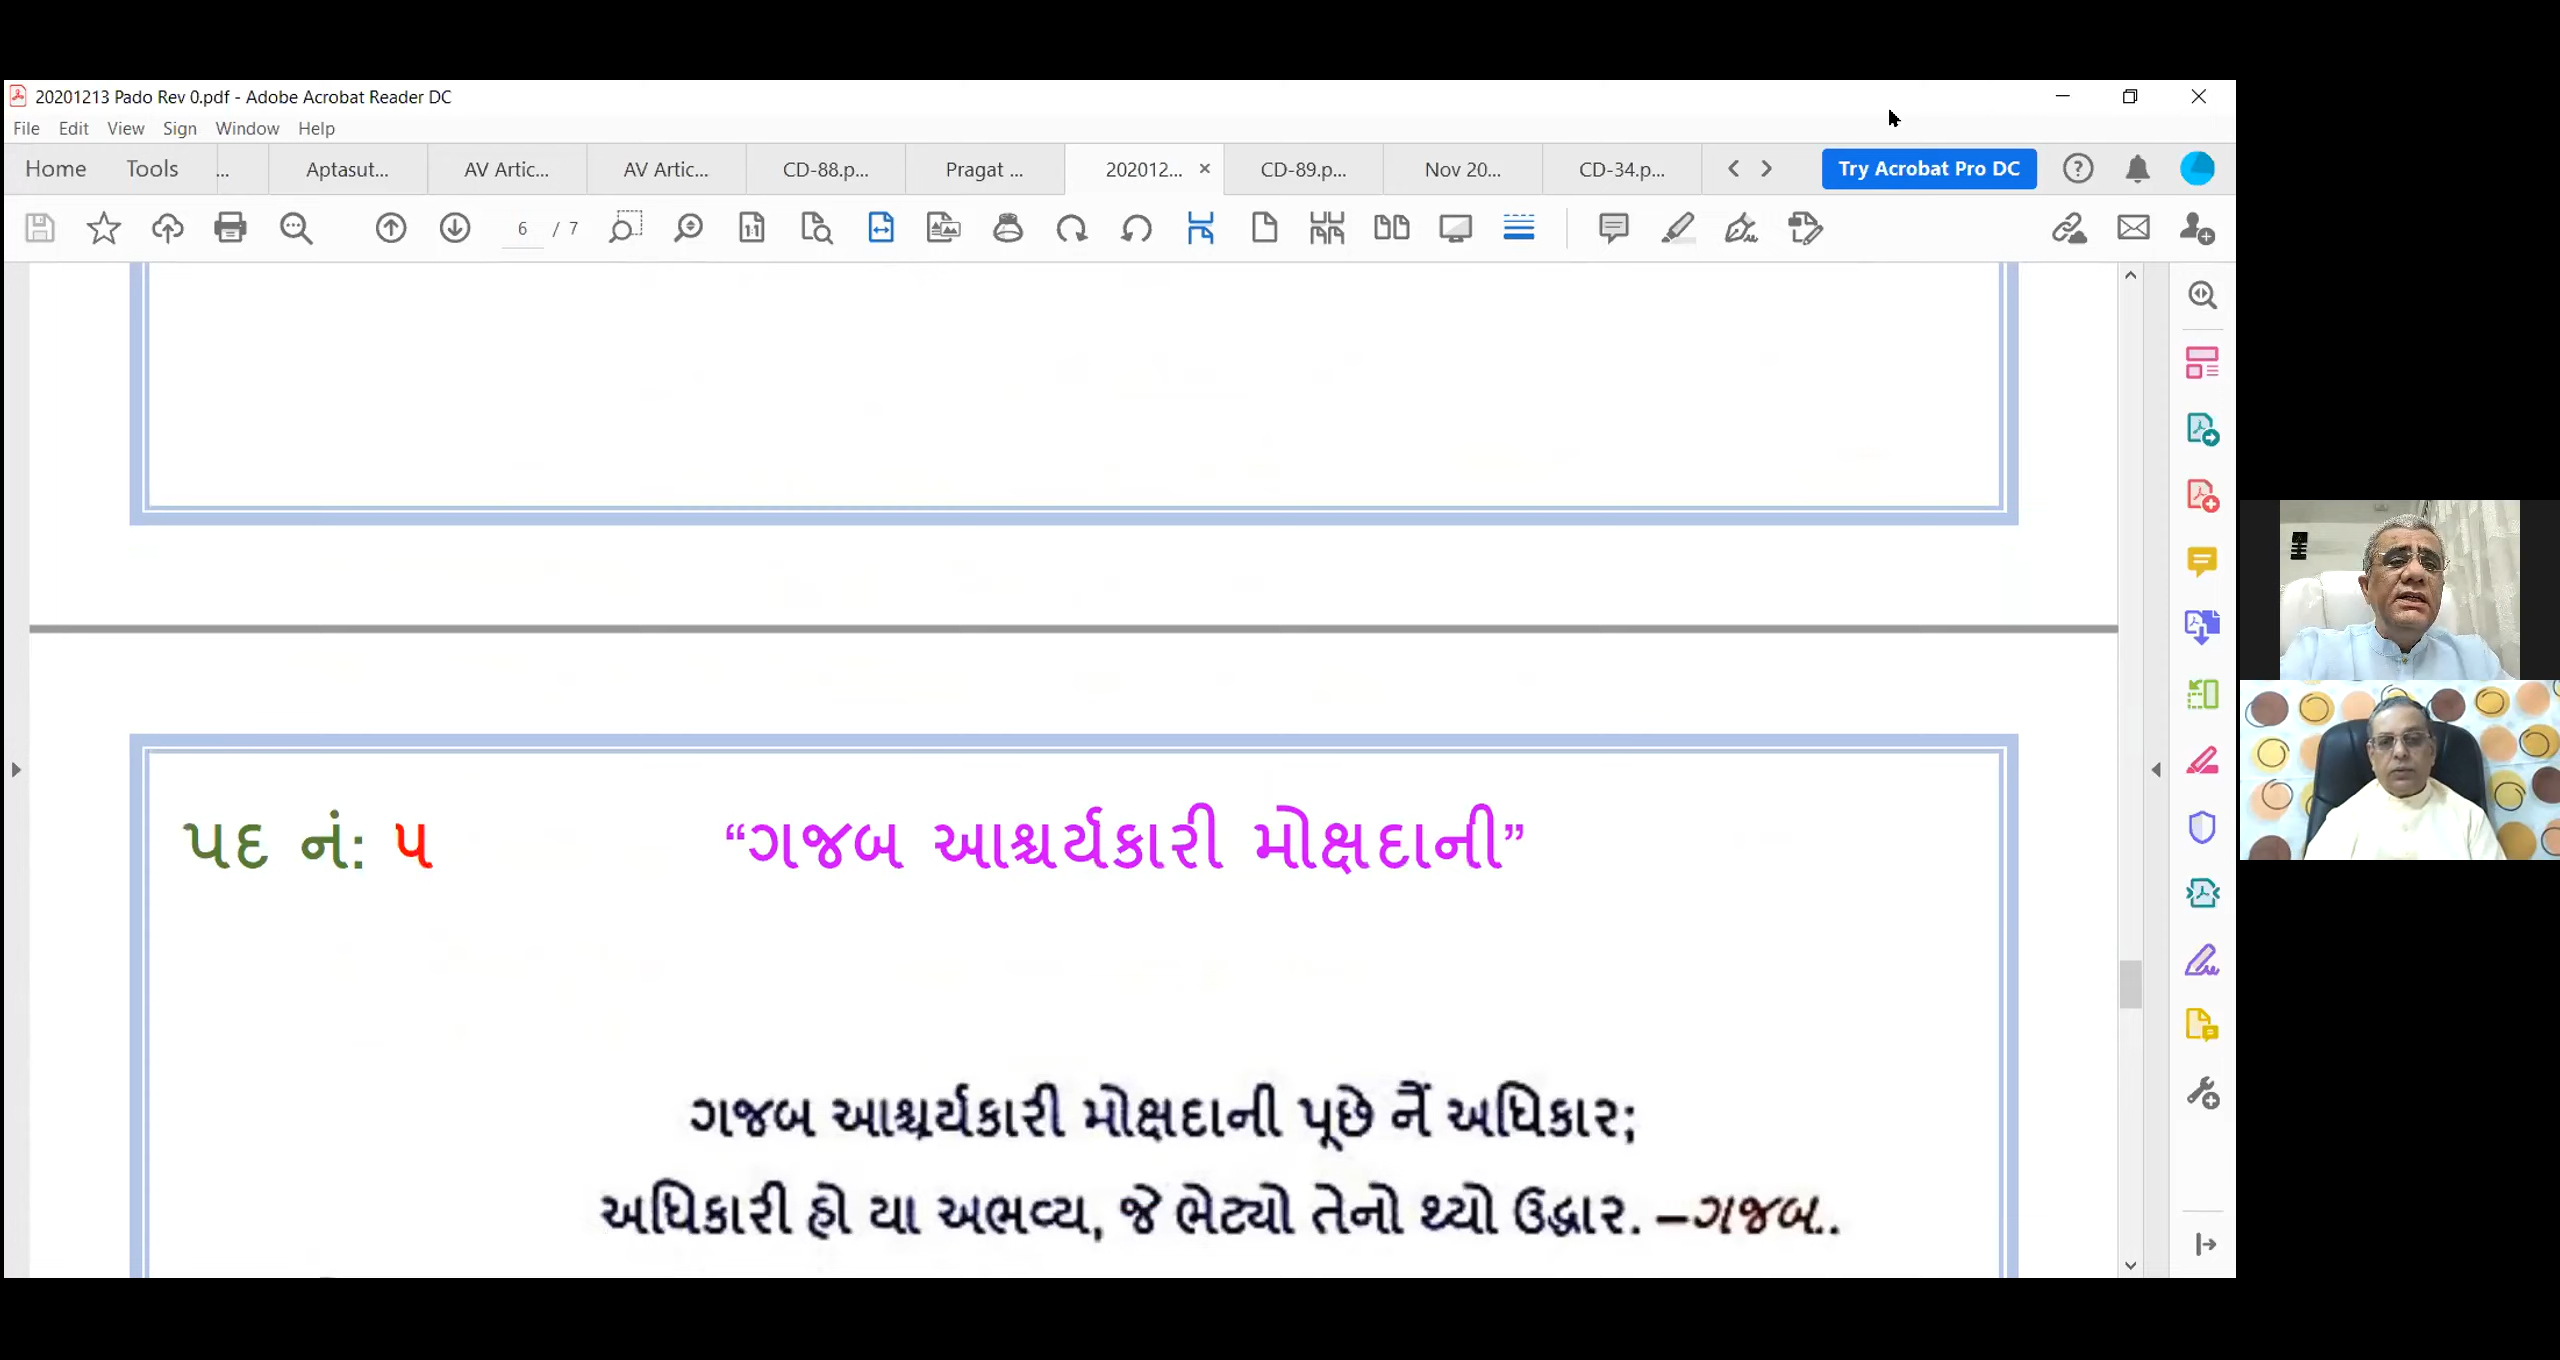 20201213 Pado Rev 0.pdf - Adobe Acrobat Reader DC
File Edit View Sign Window Help
Home Tools ... Aptasut... AV Artic... AV Artic... CD-88.p... Pragat ... 202012... CD-89.p... Nov 20... CD-34.p... Try Acrobat Pro DC
6 / 7
પદ નં: ૫ “ગજબ આશ્ચર્યકારી મોક્ષદાની”
ગજબ આશ્ચર્યકારી મોક્ષદાની પૂછે નૈં અધિકાર;
અધિકારી હો યા અભવ્ય, જે ભેટ્યો તેનો થ્યો ઉદ્ધાર. –ગજબ..